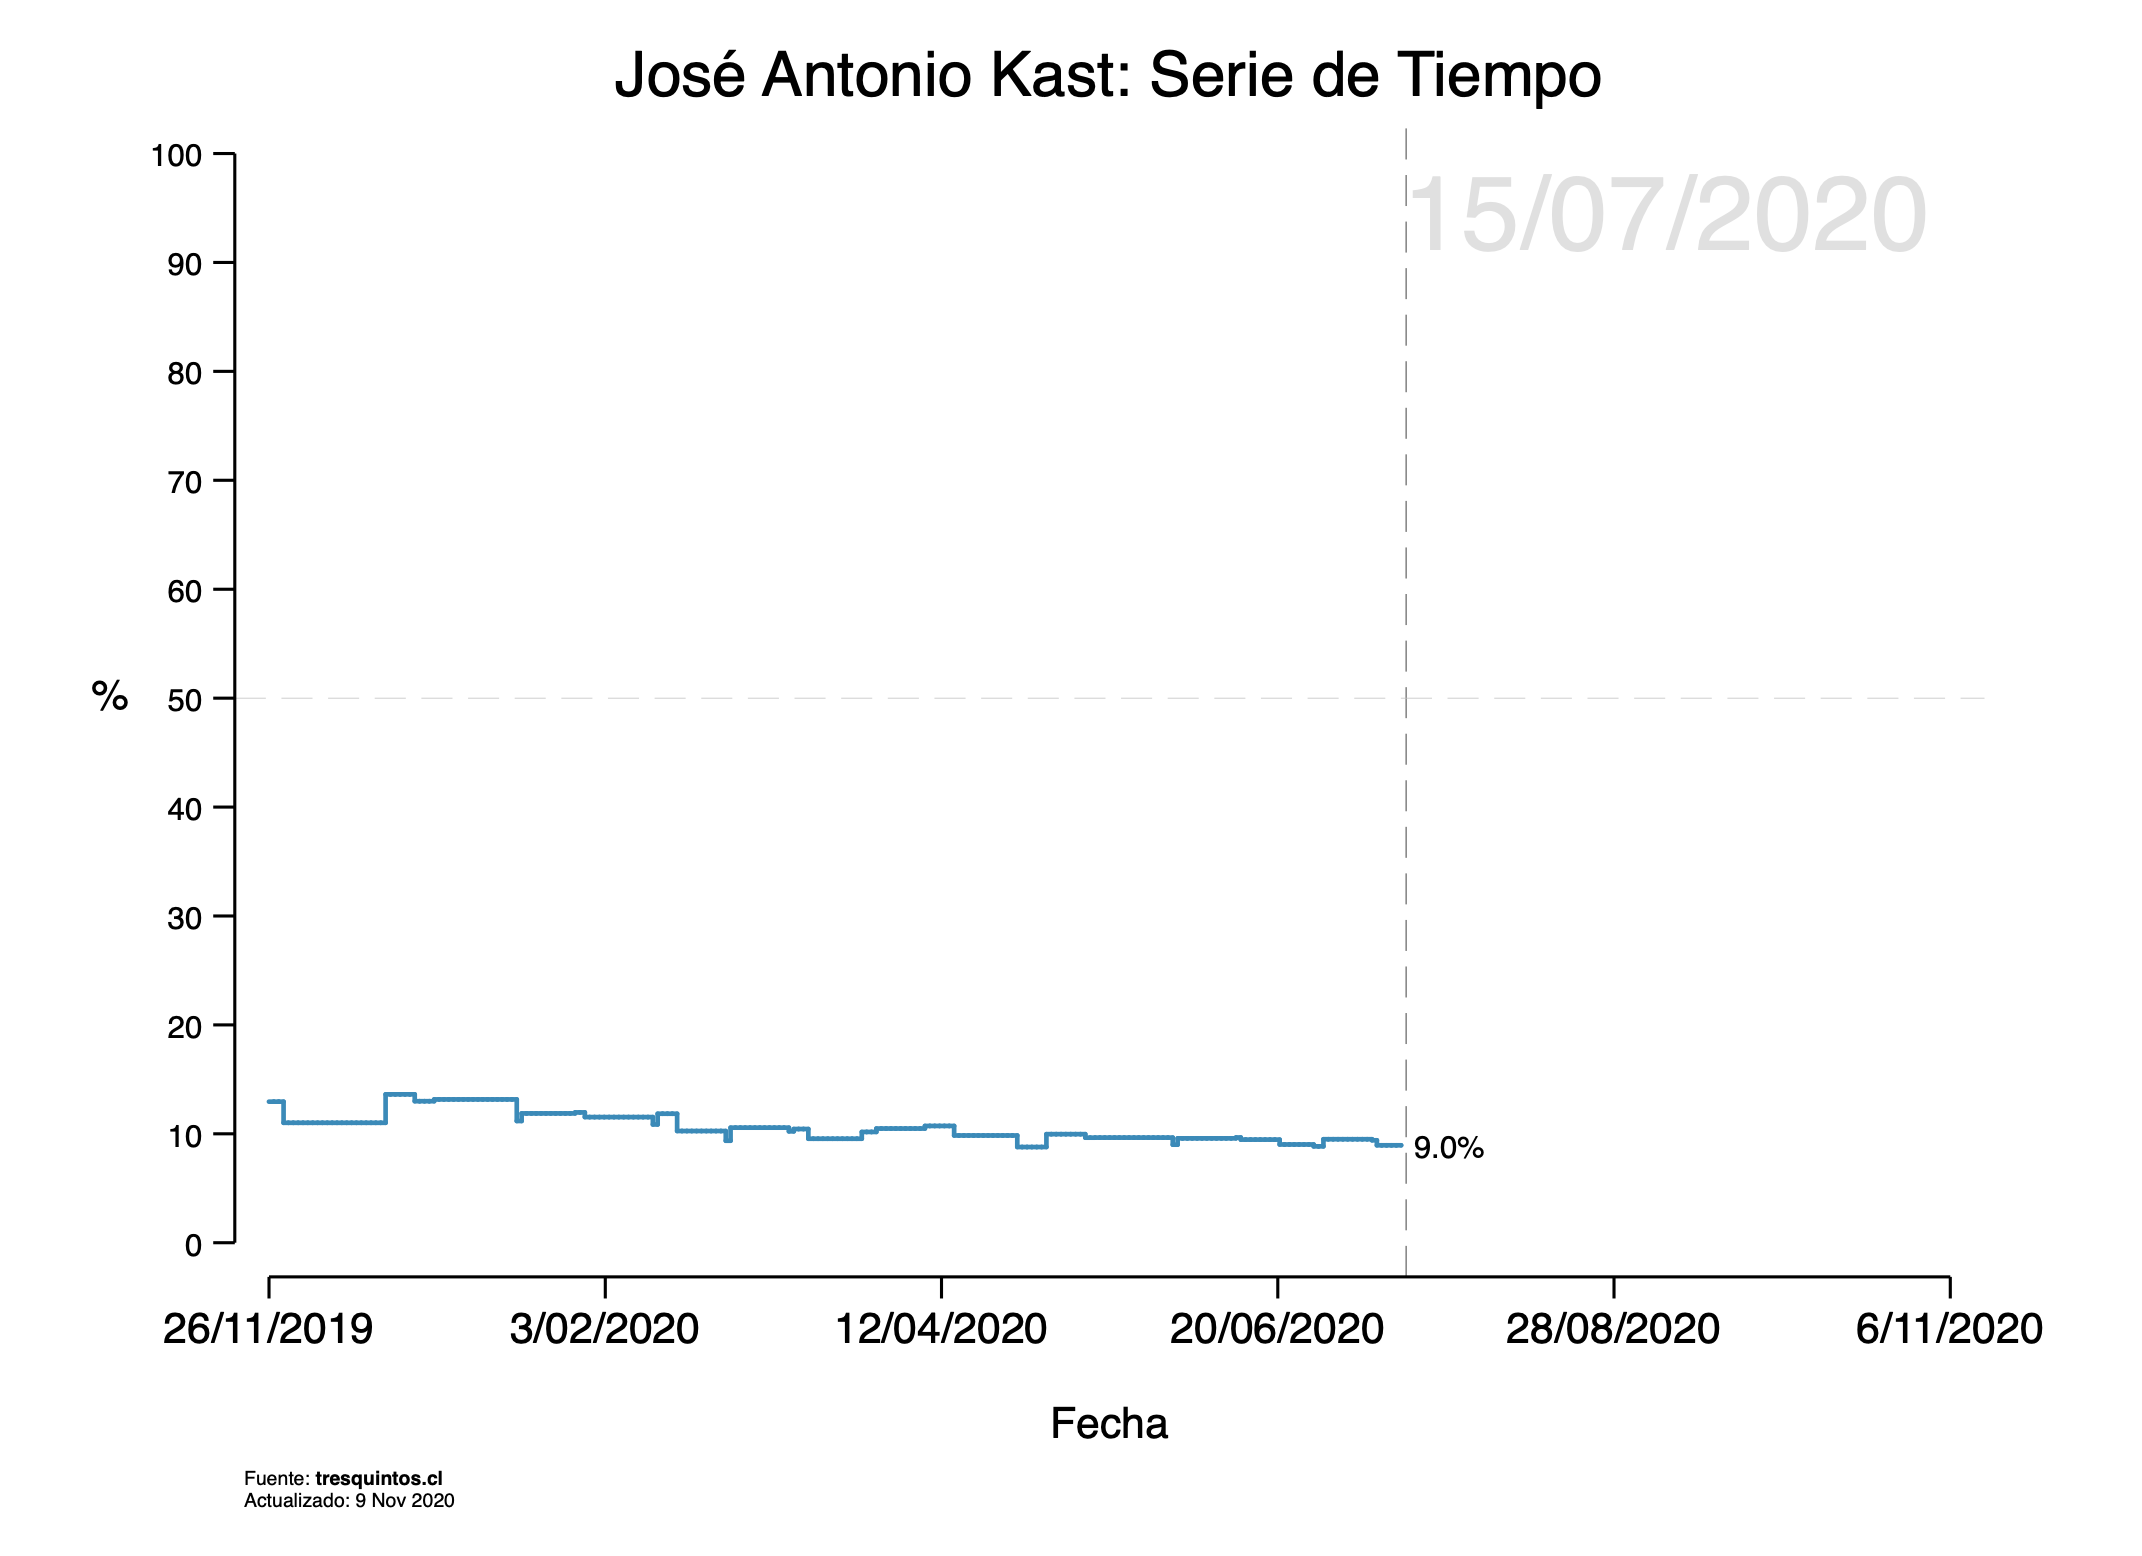 José Antonio Kast: Serie de Tiempo
15/07/2020
100
90
80
70
60
50
40
30
20
10
0
%
9.0%
26/11/2019 3/02/2020 12/04/2020 20/06/2020 28/08/2020 6/11/2020
Fecha
Fuente: tresquintos.cl
Actualizado: 9 Nov 2020